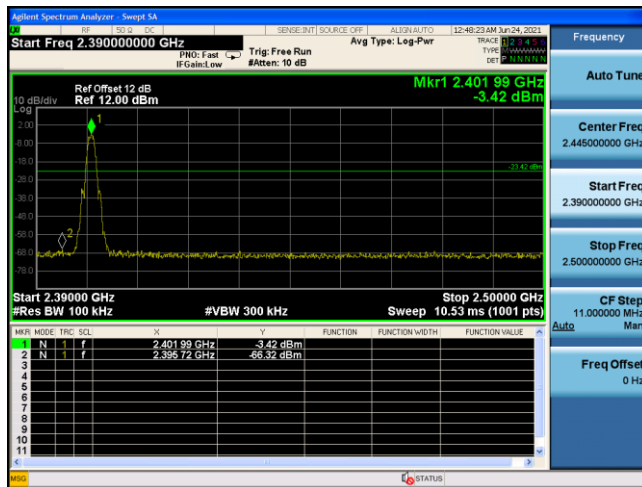 Agilent Spectrum Analyzer - Swept SA
RF 50 Ω DC SENSE:INT SOURCE OFF ALIGN AUTO 12:48:23 AM Jun 24, 2021
Start Freq 2.390000000 GHz
PNO: Fast
IFGain:Low
Trig: Free Run
#Atten: 10 dB
Avg Type: Log-Pwr
TRACE 1 2 3 4 5 6
TYPE
DET P N N N N N
Ref Offset 12 dB
Ref 12.00 dBm
Mkr1 2.401 99 GHz
-3.42 dBm
10 dB/div
Log
2.00
-8.00
-18.0
-28.0
-38.0
-48.0
-58.0
-68.0
-78.0
1
2
-23.42 dBm
Start 2.39000 GHz
#Res BW 100 kHz
#VBW 300 kHz
Stop 2.50000 GHz
Sweep 10.53 ms (1001 pts)
MKR MODE TRC SCL X Y FUNCTION FUNCTION WIDTH FUNCTION VALUE
1 N 1 f 2.401 99 GHz -3.42 dBm
2 N 1 f 2.395 72 GHz -66.32 dBm
3
4
5
6
7
8
9
10
11
MSG
STATUS
Frequency
Auto Tune
Center Freq
2.445000000 GHz
Start Freq
2.390000000 GHz
Stop Freq
2.500000000 GHz
CF Step
11.000000 MHz
Auto Man
Freq Offset
0 Hz